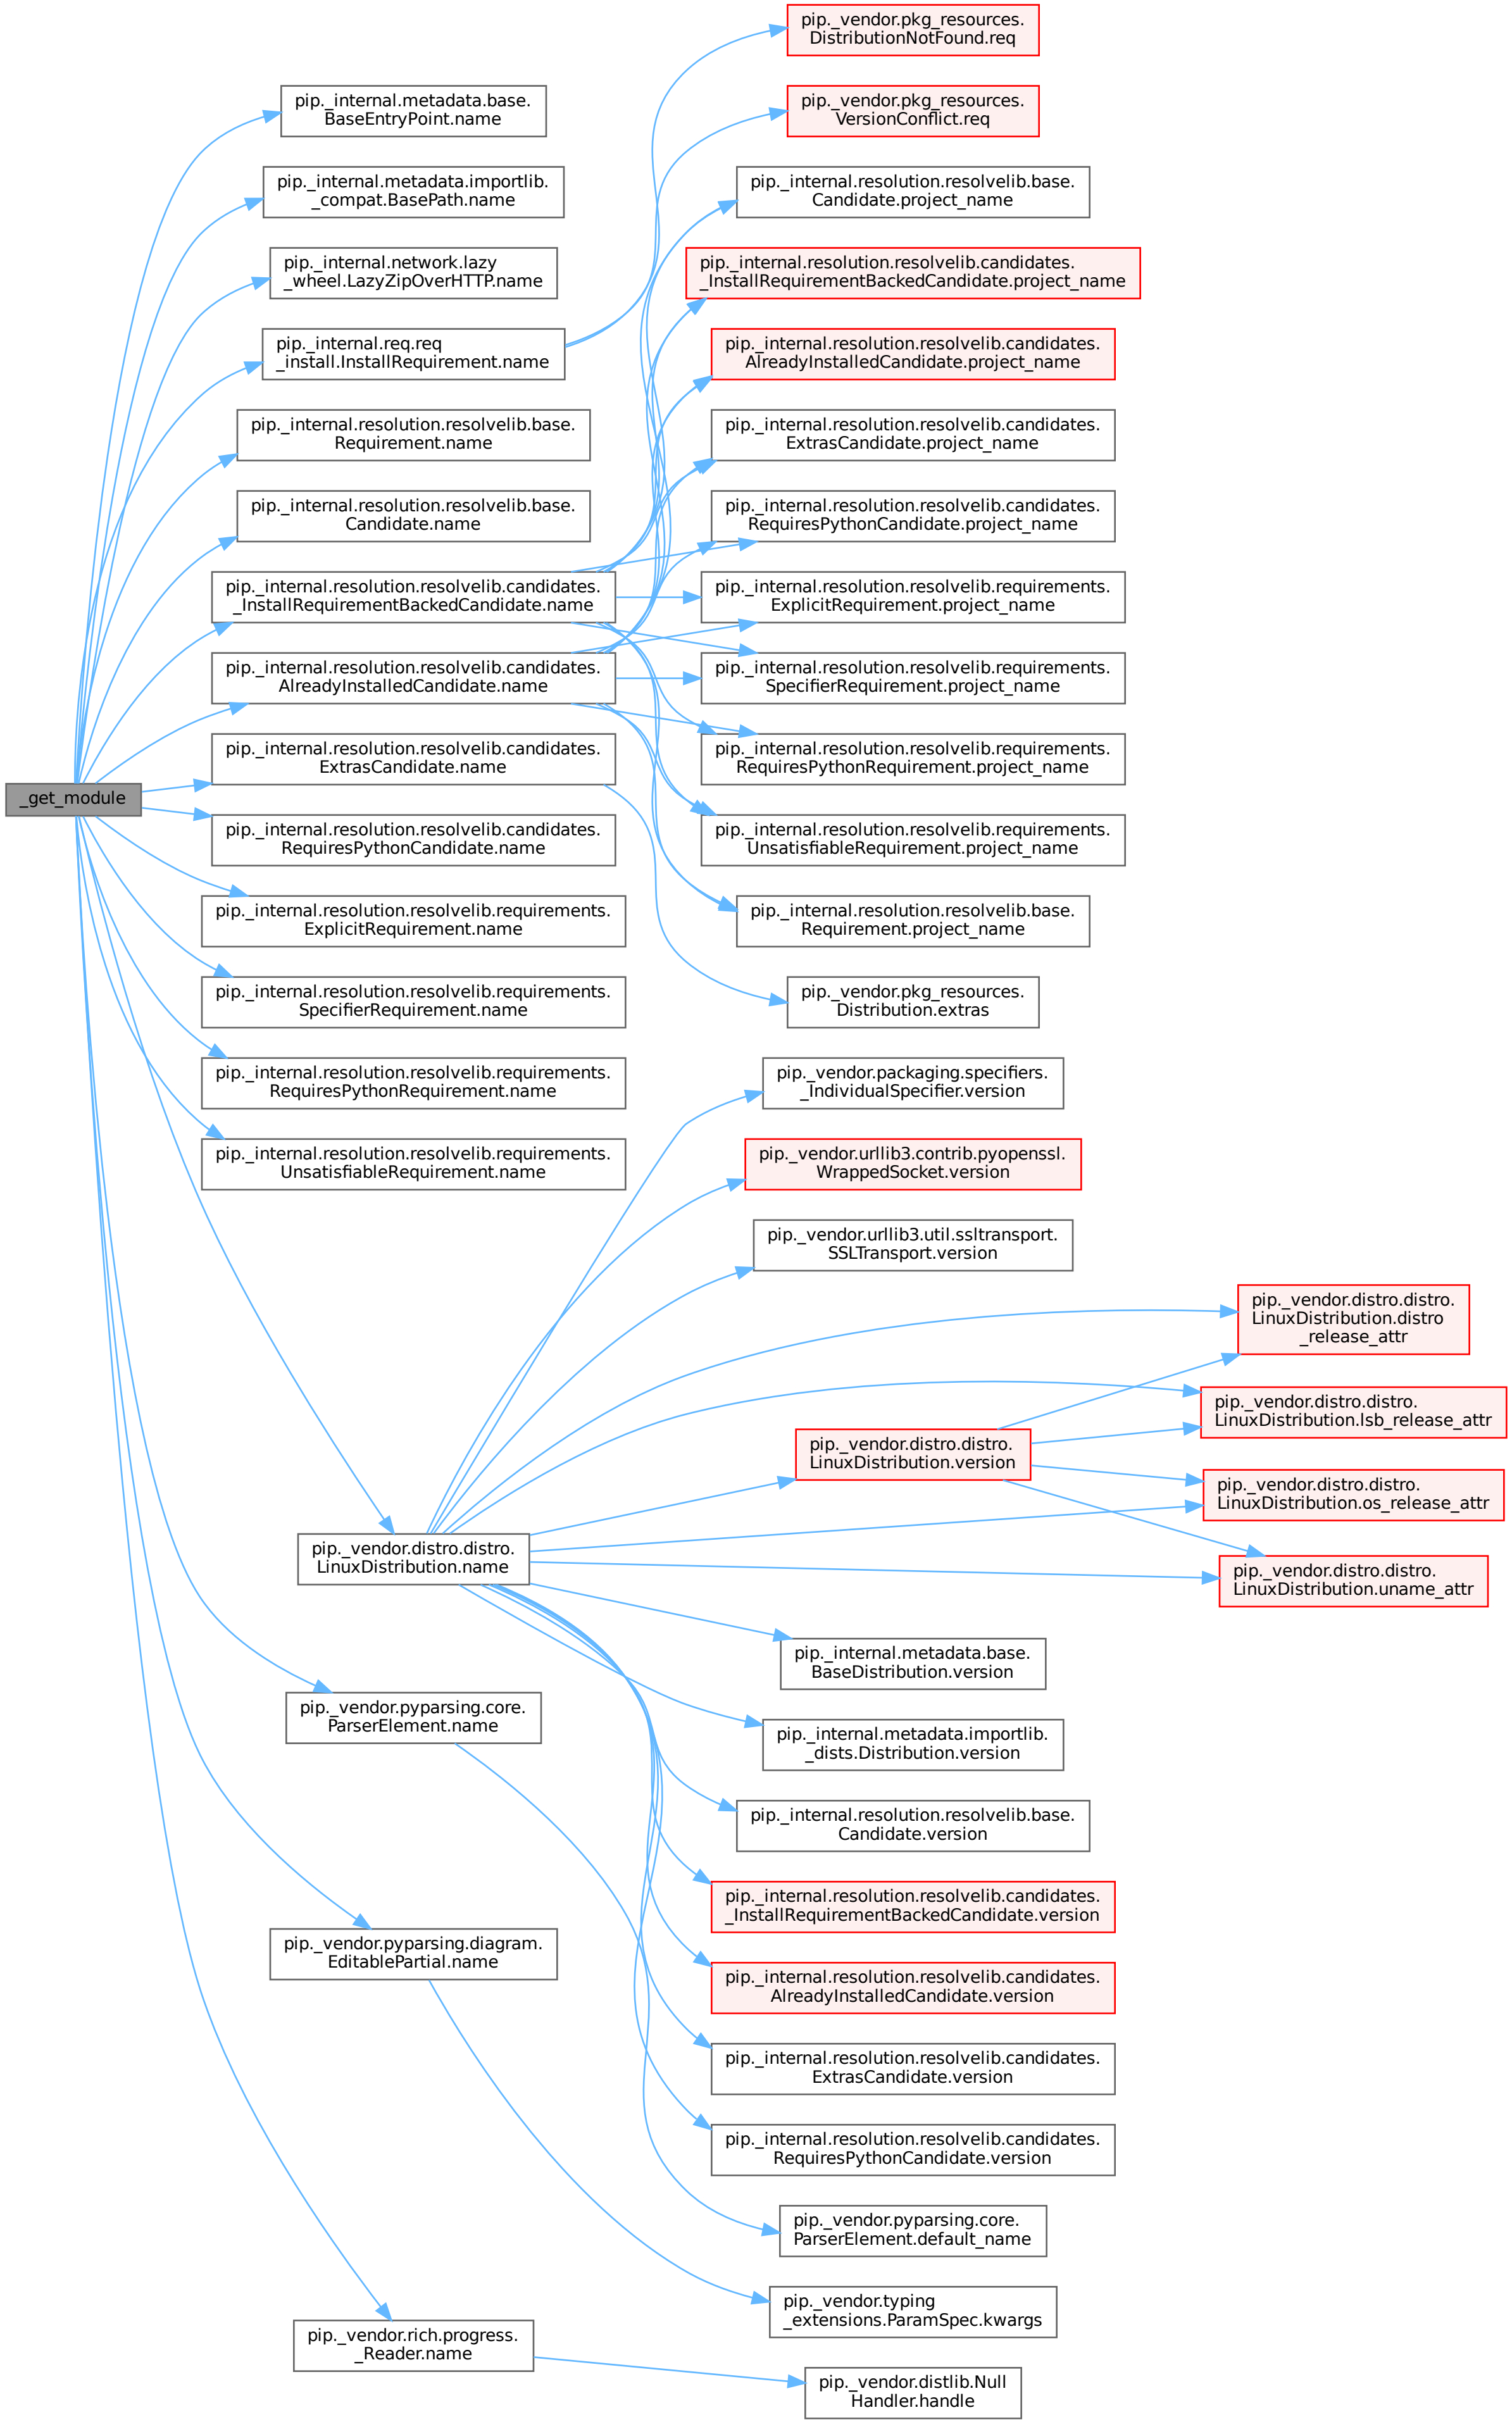 _get_module
pip._internal.metadata.base.
BaseEntryPoint.name
pip._internal.metadata.importlib.
_compat.BasePath.name
pip._internal.network.lazy
_wheel.LazyZipOverHTTP.name
pip._internal.req.req
_install.InstallRequirement.name
pip._internal.resolution.resolvelib.base.
Requirement.name
pip._internal.resolution.resolvelib.base.
Candidate.name
pip._internal.resolution.resolvelib.candidates.
_InstallRequirementBackedCandidate.name
pip._internal.resolution.resolvelib.candidates.
AlreadyInstalledCandidate.name
pip._internal.resolution.resolvelib.candidates.
ExtrasCandidate.name
pip._internal.resolution.resolvelib.candidates.
RequiresPythonCandidate.name
pip._internal.resolution.resolvelib.requirements.
ExplicitRequirement.name
pip._internal.resolution.resolvelib.requirements.
SpecifierRequirement.name
pip._internal.resolution.resolvelib.requirements.
RequiresPythonRequirement.name
pip._internal.resolution.resolvelib.requirements.
UnsatisfiableRequirement.name
pip._vendor.distro.distro.
LinuxDistribution.name
pip._vendor.pyparsing.core.
ParserElement.name
pip._vendor.pyparsing.diagram.
EditablePartial.name
pip._vendor.rich.progress.
_Reader.name
pip._vendor.pkg_resources.
DistributionNotFound.req
pip._vendor.pkg_resources.
VersionConflict.req
pip._internal.resolution.resolvelib.base.
Candidate.project_name
pip._internal.resolution.resolvelib.candidates.
_InstallRequirementBackedCandidate.project_name
pip._internal.resolution.resolvelib.candidates.
AlreadyInstalledCandidate.project_name
pip._internal.resolution.resolvelib.candidates.
ExtrasCandidate.project_name
pip._internal.resolution.resolvelib.candidates.
RequiresPythonCandidate.project_name
pip._internal.resolution.resolvelib.requirements.
ExplicitRequirement.project_name
pip._internal.resolution.resolvelib.requirements.
SpecifierRequirement.project_name
pip._internal.resolution.resolvelib.requirements.
RequiresPythonRequirement.project_name
pip._internal.resolution.resolvelib.requirements.
UnsatisfiableRequirement.project_name
pip._internal.resolution.resolvelib.base.
Requirement.project_name
pip._vendor.pkg_resources.
Distribution.extras
pip._vendor.packaging.specifiers.
_IndividualSpecifier.version
pip._vendor.urllib3.contrib.pyopenssl.
WrappedSocket.version
pip._vendor.urllib3.util.ssltransport.
SSLTransport.version
pip._vendor.distro.distro.
LinuxDistribution.version
pip._internal.metadata.base.
BaseDistribution.version
pip._internal.metadata.importlib.
_dists.Distribution.version
pip._internal.resolution.resolvelib.base.
Candidate.version
pip._internal.resolution.resolvelib.candidates.
_InstallRequirementBackedCandidate.version
pip._internal.resolution.resolvelib.candidates.
AlreadyInstalledCandidate.version
pip._internal.resolution.resolvelib.candidates.
ExtrasCandidate.version
pip._internal.resolution.resolvelib.candidates.
RequiresPythonCandidate.version
pip._vendor.pyparsing.core.
ParserElement.default_name
pip._vendor.typing
_extensions.ParamSpec.kwargs
pip._vendor.distlib.Null
Handler.handle
pip._vendor.distro.distro.
LinuxDistribution.distro
_release_attr
pip._vendor.distro.distro.
LinuxDistribution.lsb_release_attr
pip._vendor.distro.distro.
LinuxDistribution.os_release_attr
pip._vendor.distro.distro.
LinuxDistribution.uname_attr